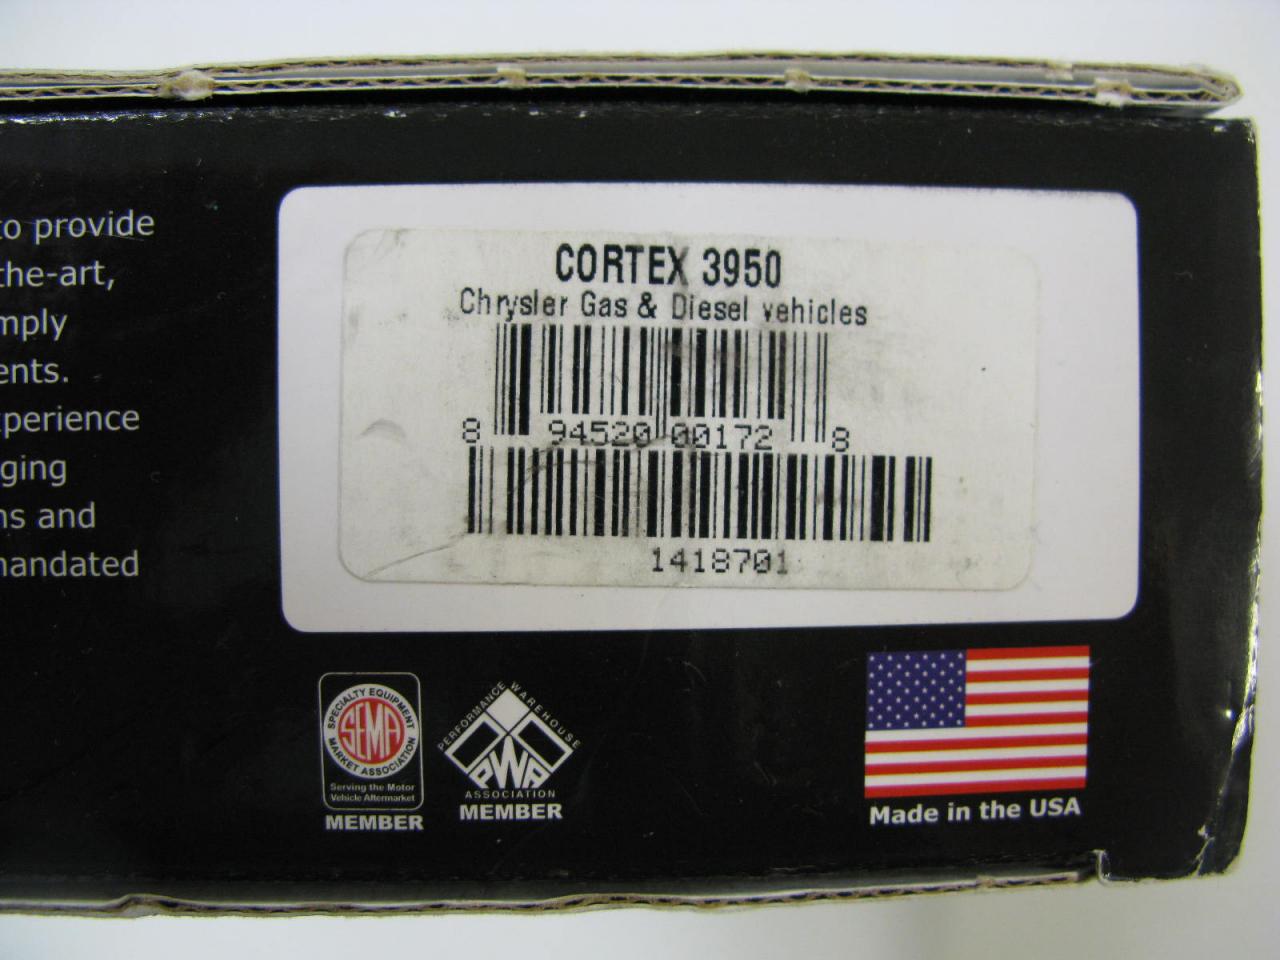 to provide
the-art,
mply
ents.
xperience
ging
ns and
mandated
CORTEX 3950
Chrysler Gas & Diesel vehicles
8 94520 00172 8
1418701
SPECIALTY EQUIPMENT
SEMA
MARKET ASSOCIATION
Serving the Motor
Vehicle Aftermarket
MEMBER
PERFORMANCE WAREHOUSE
PWA
ASSOCIATION
MEMBER
Made in the USA